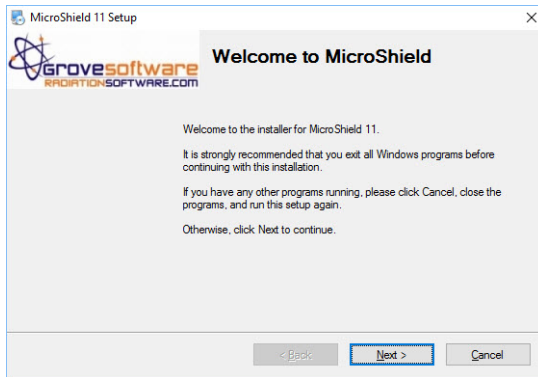 MicroShield 11 Setup
Grovesoftware
RADIATIONSOFTWARE.COM
Welcome to MicroShield
Welcome to the installer for MicroShield 11.
It is strongly recommended that you exit all Windows programs before
continuing with this installation.
If you have any other programs running, please click Cancel, close the
programs, and run this setup again.
Otherwise, click Next to continue.
< Back
Next >
Cancel